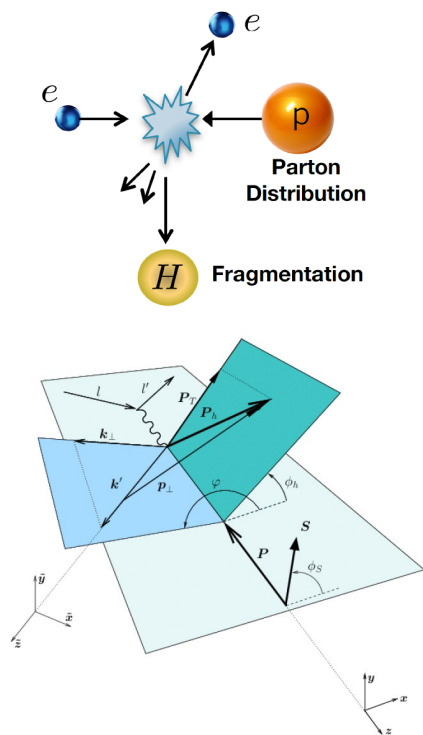 e
e
p
Parton
Distribution
H
Fragmentation
l
l′
P_T
P_h
k_⊥
k′
p_⊥
φ
ϕ_h
S
P
ϕ_S
ỹ
x̃
z̃
y
x
z